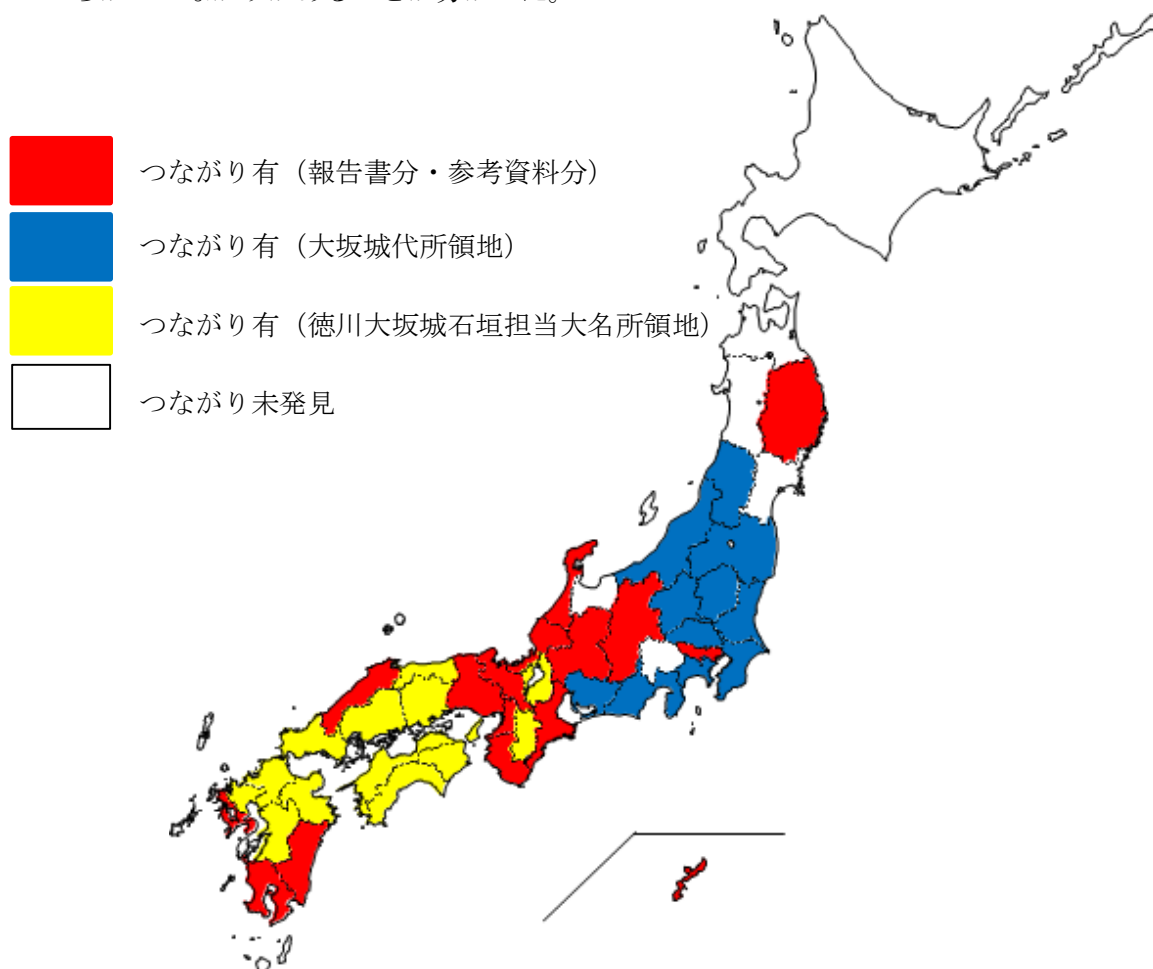 つながり有（報告書分・参考資料分）
つながり有（大坂城代所領地）
つながり有（徳川大坂城石垣担当大名所領地）
つながり未発見